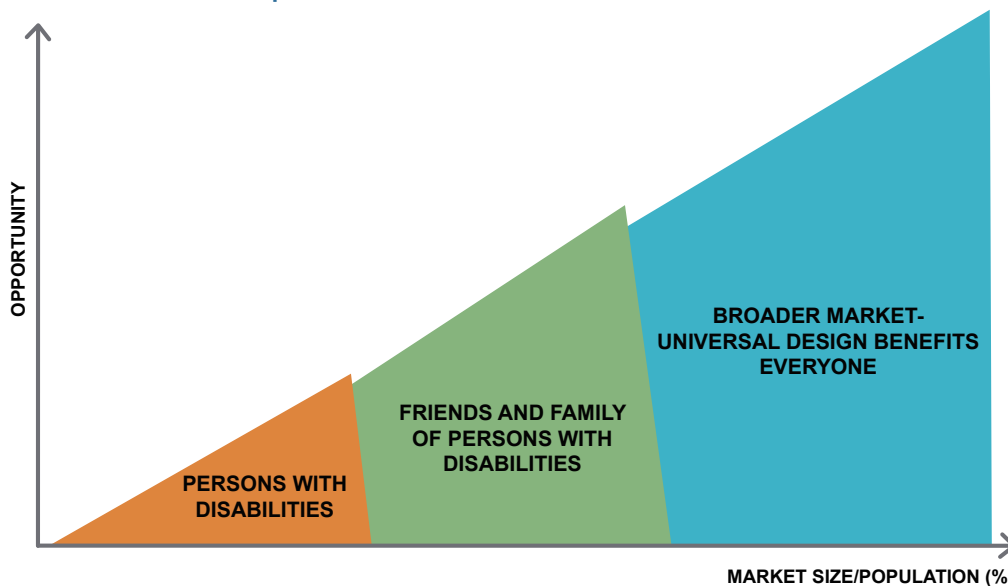 OPPORTUNITY
PERSONS WITH
DISABILITIES
FRIENDS AND FAMILY
OF PERSONS WITH
DISABILITIES
BROADER MARKET-
UNIVERSAL DESIGN BENEFITS
EVERYONE
MARKET SIZE/POPULATION (%